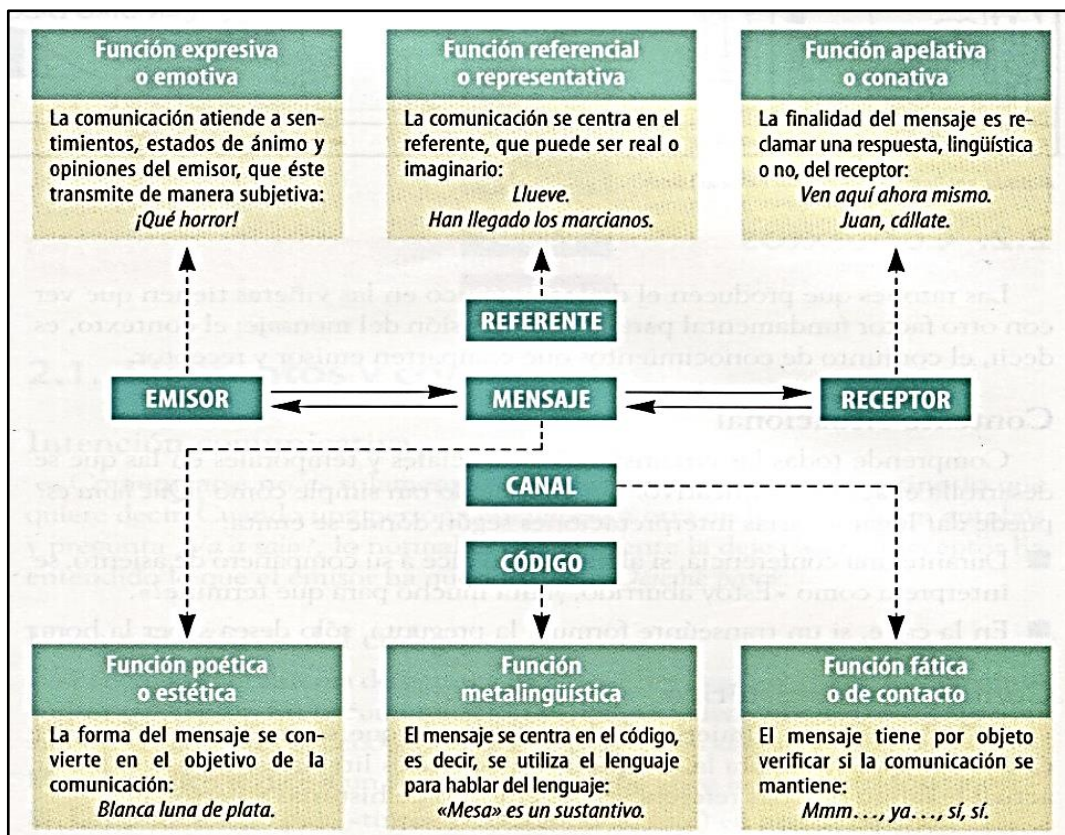 Función expresiva
o emotiva
La comunicación atiende a sen-
timientos, estados de ánimo y
opiniones del emisor, que éste
transmite de manera subjetiva:
¡Qué horror!
Función referencial
o representativa
La comunicación se centra en el
referente, que puede ser real o
imaginario:
Llueve.
Han llegado los marcianos.
Función apelativa
o conativa
La finalidad del mensaje es re-
clamar una respuesta, lingüística
o no, del receptor:
Ven aquí ahora mismo.
Juan, cállate.
REFERENTE
EMISOR
MENSAJE
RECEPTOR
CANAL
CÓDIGO
Función poética
o estética
La forma del mensaje se con-
vierte en el objetivo de la
comunicación:
Blanca luna de plata.
Función
metalingüística
El mensaje se centra en el código,
es decir, se utiliza el lenguaje
para hablar del lenguaje:
«Mesa» es un sustantivo.
Función fática
o de contacto
El mensaje tiene por objeto
verificar si la comunicación se
mantiene:
Mmm..., ya..., sí, sí.